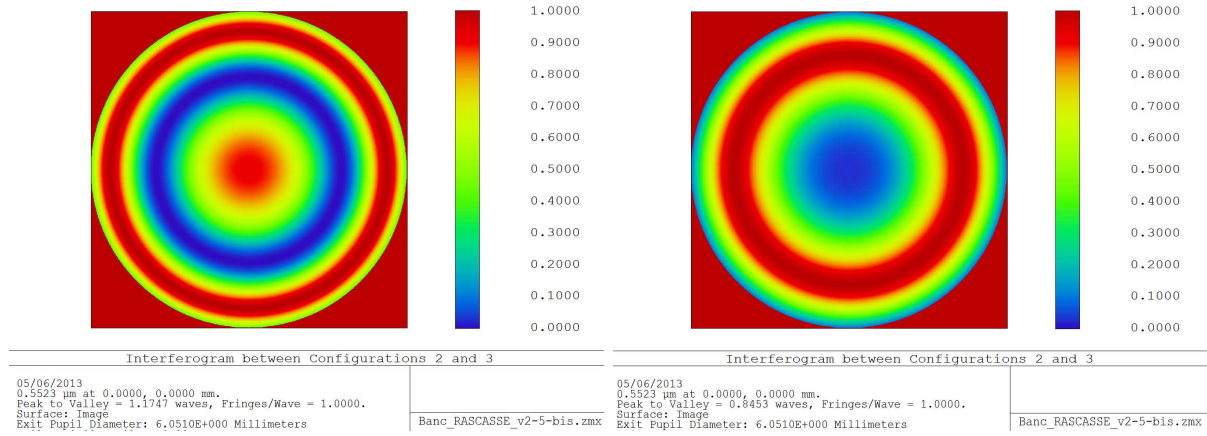 1.0000
0.9000
0.8000
0.7000
0.6000
0.5000
0.4000
0.3000
0.2000
0.1000
0.0000
Interferogram between Configurations 2 and 3
05/06/2013
0.5523 µm at 0.0000, 0.0000 mm.
Peak to Valley = 1.1747 waves, Fringes/Wave = 1.0000.
Surface: Image
Exit Pupil Diameter: 6.0510E+000 Millimeters
Banc_RASCASSE_v2-5-bis.zmx
1.0000
0.9000
0.8000
0.7000
0.6000
0.5000
0.4000
0.3000
0.2000
0.1000
0.0000
Interferogram between Configurations 2 and 3
05/06/2013
0.5523 µm at 0.0000, 0.0000 mm.
Peak to Valley = 0.8453 waves, Fringes/Wave = 1.0000.
Surface: Image
Exit Pupil Diameter: 6.0510E+000 Millimeters
Banc_RASCASSE_v2-5-bis.zmx